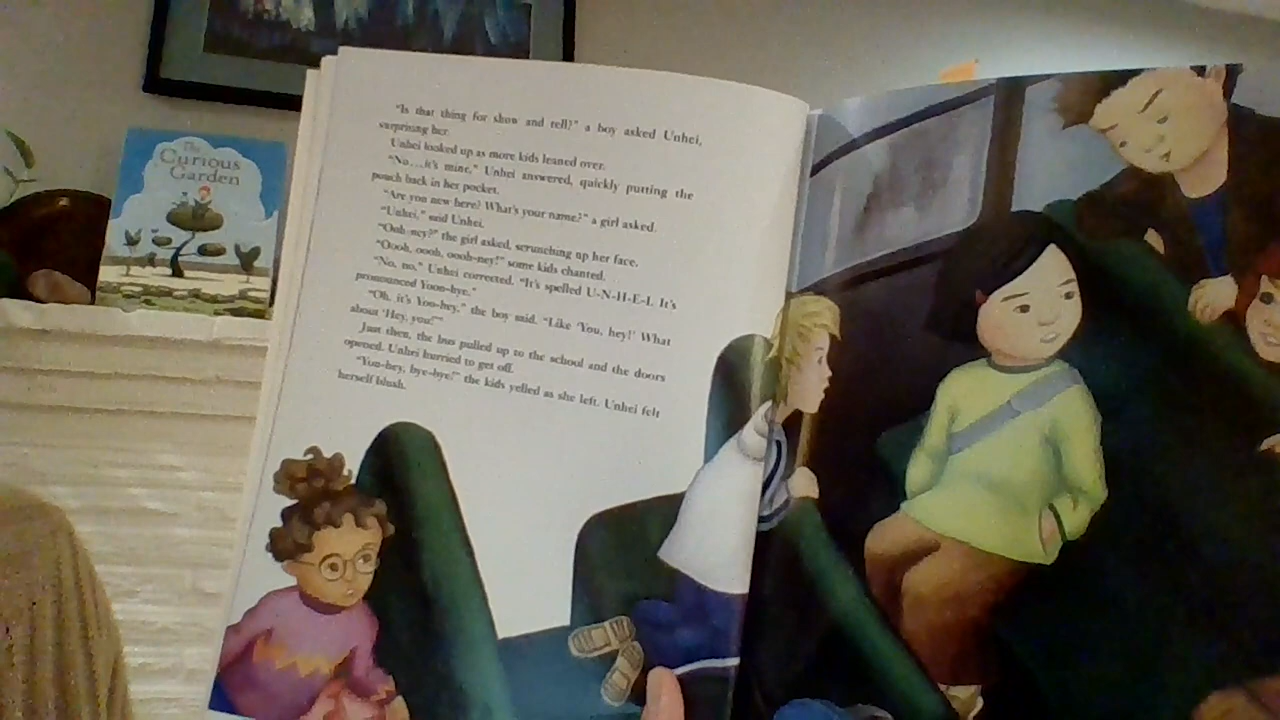 The
Curious
Garden
"Is that thing for show and tell?" a boy asked Unhei,
surprising her.
Unhei looked up as more kids leaned over.
"No...it's mine," Unhei answered, quickly putting the
pouch back in her pocket.
"Are you new here? What's your name?" a girl asked.
"Unhei," said Unhei.
"Ooh-ney?" the girl asked, scrunching up her face.
"Oooh, oooh, oooh-ney!" some kids chanted.
"No, no," Unhei corrected. "It's spelled U-N-H-E-I. It's
pronounced Yoon-hye."
"Oh, it's Yoo-hey," the boy said. "Like 'You, hey!' What
about 'Hey, you!'"
Just then, the bus pulled up to the school and the doors
opened. Unhei hurried to get off.
"You-hey, bye-bye!" the kids yelled as she left. Unhei felt
herself blush.